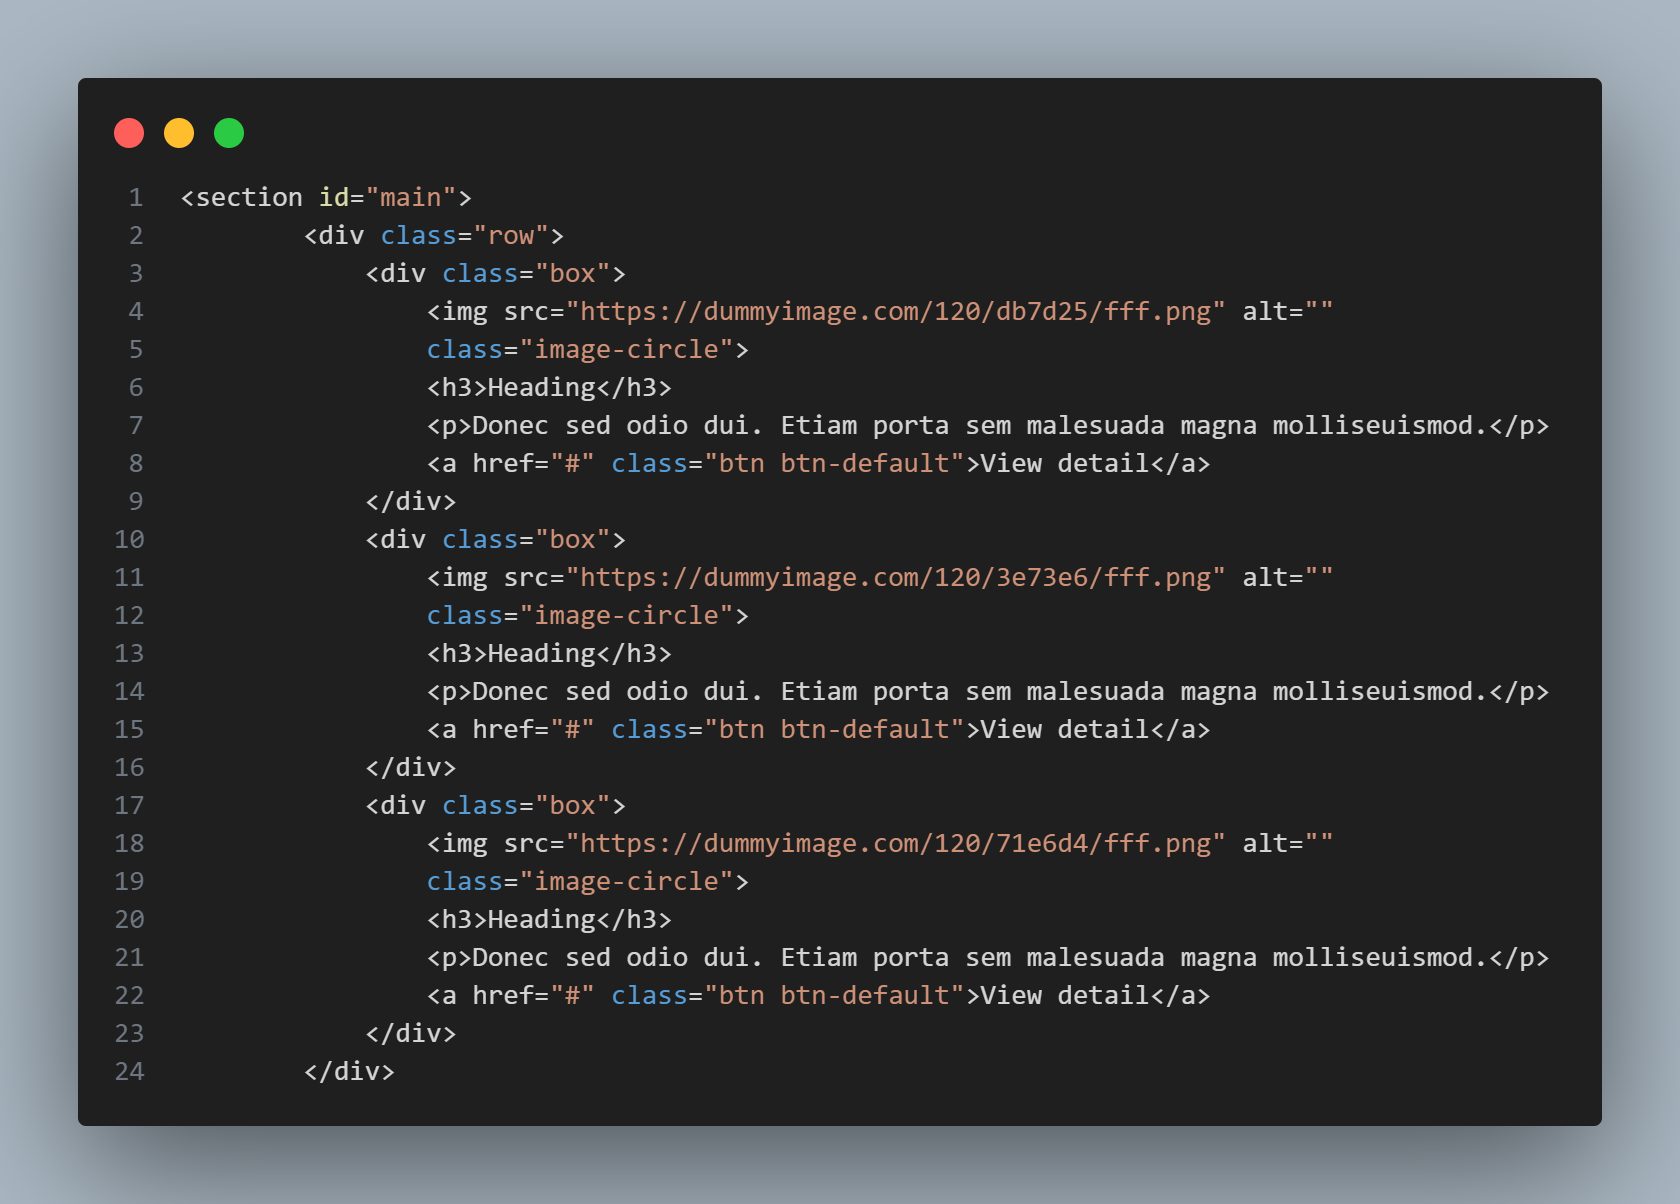 1 <section id="main">
2 <div class="row">
3 <div class="box">
4 <img src="https://dummyimage.com/120/db7d25/fff.png" alt=""
5 class="image-circle">
6 <h3>Heading</h3>
7 <p>Donec sed odio dui. Etiam porta sem malesuada magna molliseuismod.</p>
8 <a href="#" class="btn btn-default">View detail</a>
9 </div>
10 <div class="box">
11 <img src="https://dummyimage.com/120/3e73e6/fff.png" alt=""
12 class="image-circle">
13 <h3>Heading</h3>
14 <p>Donec sed odio dui. Etiam porta sem malesuada magna molliseuismod.</p>
15 <a href="#" class="btn btn-default">View detail</a>
16 </div>
17 <div class="box">
18 <img src="https://dummyimage.com/120/71e6d4/fff.png" alt=""
19 class="image-circle">
20 <h3>Heading</h3>
21 <p>Donec sed odio dui. Etiam porta sem malesuada magna molliseuismod.</p>
22 <a href="#" class="btn btn-default">View detail</a>
23 </div>
24 </div>